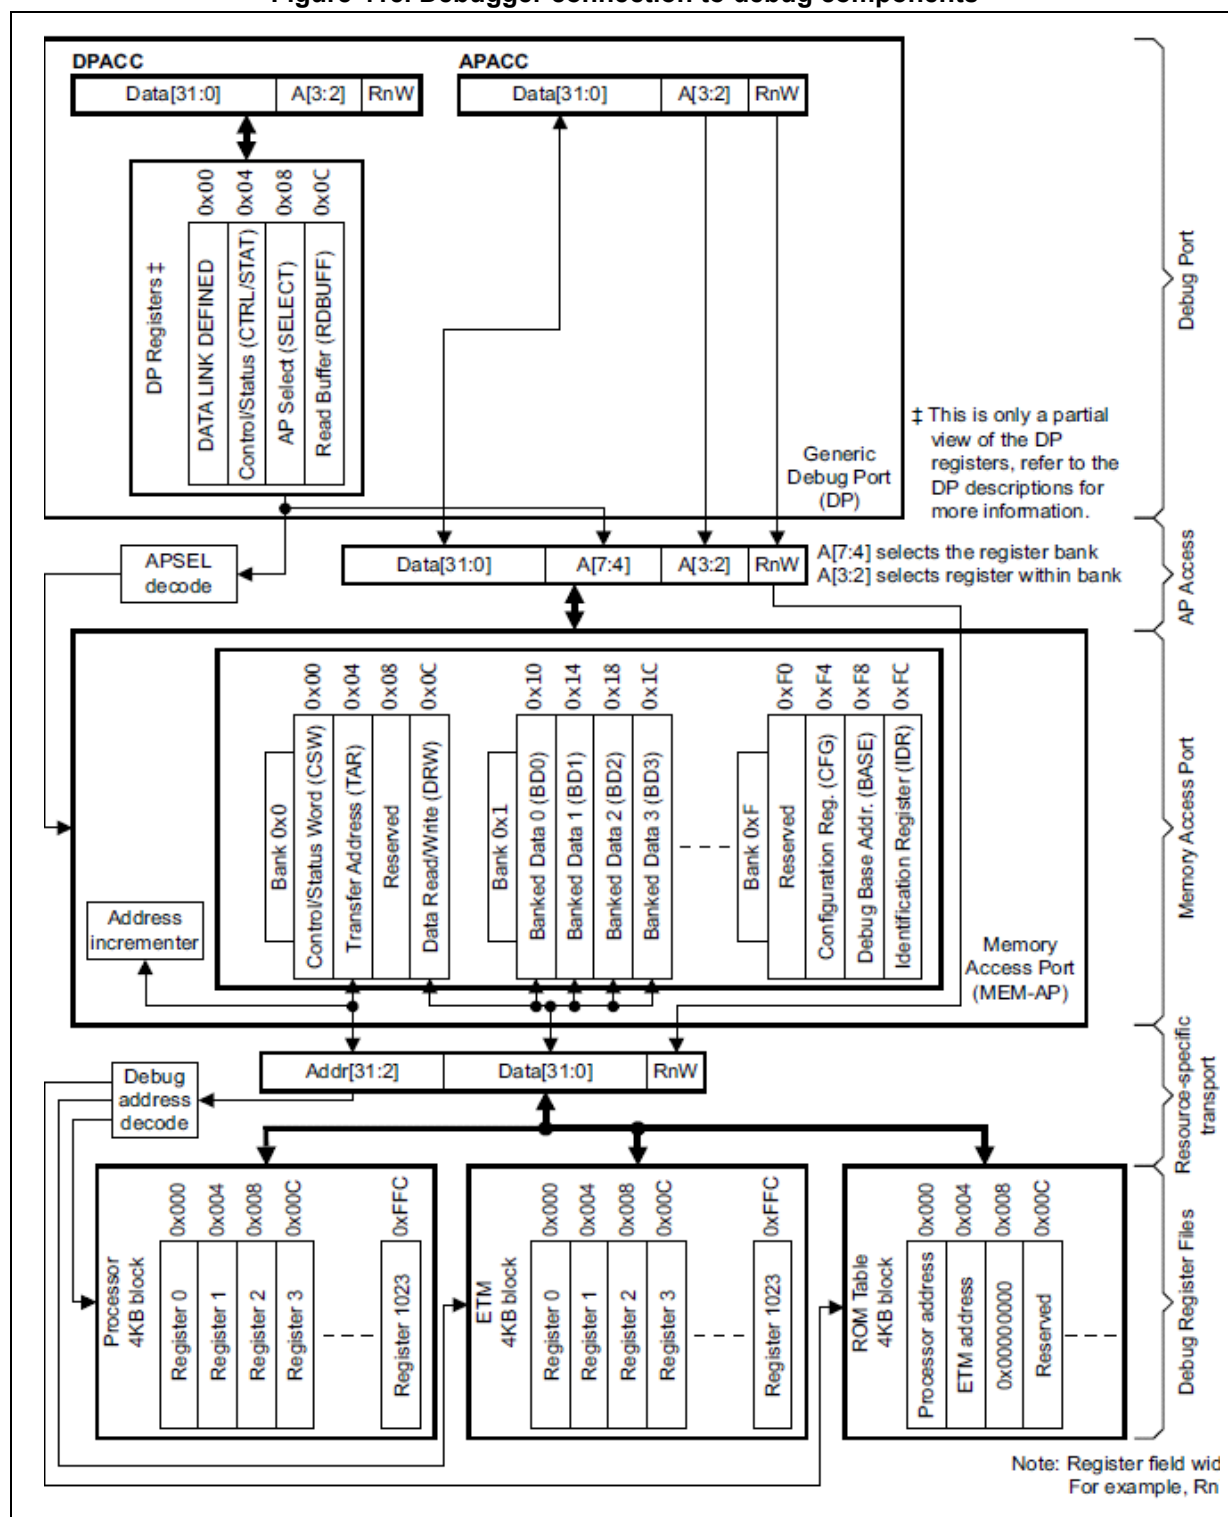 DPACC
Data[31:0] A[3:2] RnW
APACC
Data[31:0] A[3:2] RnW
DP Registers ‡
0x00
0x04
0x08
0x0C
DATA LINK DEFINED
Control/Status (CTRL/STAT)
AP Select (SELECT)
Read Buffer (RDBUFF)
Generic
Debug Port
(DP)
‡ This is only a partial
view of the DP
registers, refer to the
DP descriptions for
more information.
Debug Port
APSEL
decode
Data[31:0] A[7:4] A[3:2] RnW
A[7:4] selects the register bank
A[3:2] selects register within bank
AP Access
Bank 0x0
0x00
0x04
0x08
0x0C
Control/Status Word (CSW)
Transfer Address (TAR)
Reserved
Data Read/Write (DRW)
Bank 0x1
0x10
0x14
0x18
0x1C
Banked Data 0 (BD0)
Banked Data 1 (BD1)
Banked Data 2 (BD2)
Banked Data 3 (BD3)
Bank 0xF
0xF0
0xF4
0xF8
0xFC
Reserved
Configuration Reg. (CFG)
Debug Base Addr. (BASE)
Identification Register (IDR)
Address
incrementer
Memory
Access Port
(MEM-AP)
Memory Access Port
Debug
address
decode
Addr[31:2] Data[31:0] RnW
Resource-specific
transport
Processor
4KB block
0x000
0x004
0x008
0x00C
0xFFC
Register 0
Register 1
Register 2
Register 3
Register 1023
ETM
4KB block
0x000
0x004
0x008
0x00C
0xFFC
Register 0
Register 1
Register 2
Register 3
Register 1023
ROM Table
4KB block
0x000
0x004
0x008
0x00C
Processor address
ETM address
0x00000000
Reserved
Debug Register Files
Note: Register field wid
For example, Rn